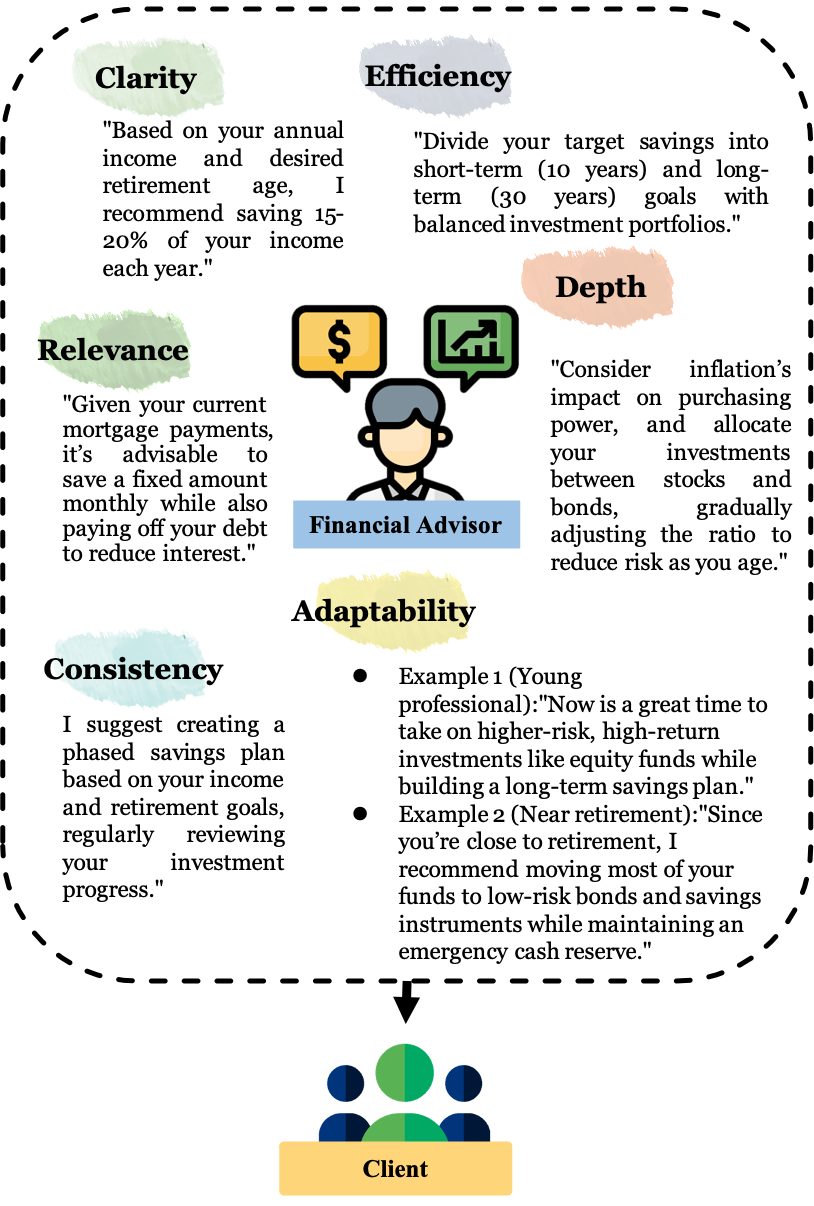 Clarity
"Based on your annual
income and desired
retirement age, I
recommend saving 15-
20% of your income
each year."
Efficiency
"Divide your target savings into
short-term (10 years) and long-
term (30 years) goals with
balanced investment portfolios."
Depth
"Consider inflation’s
impact on purchasing
power, and allocate
your investments
between stocks and
bonds, gradually
adjusting the ratio to
reduce risk as you age."
Relevance
"Given your current
mortgage payments,
it’s advisable to
save a fixed amount
monthly while also
paying off your debt
to reduce interest."
$
Financial Advisor
Adaptability
● Example 1 (Young
professional):"Now is a great time to
take on higher-risk, high-return
investments like equity funds while
building a long-term savings plan."
● Example 2 (Near retirement):"Since
you’re close to retirement, I
recommend moving most of your
funds to low-risk bonds and savings
instruments while maintaining an
emergency cash reserve."
Consistency
I suggest creating a
phased savings plan
based on your income
and retirement goals,
regularly reviewing
your investment
progress."
Client